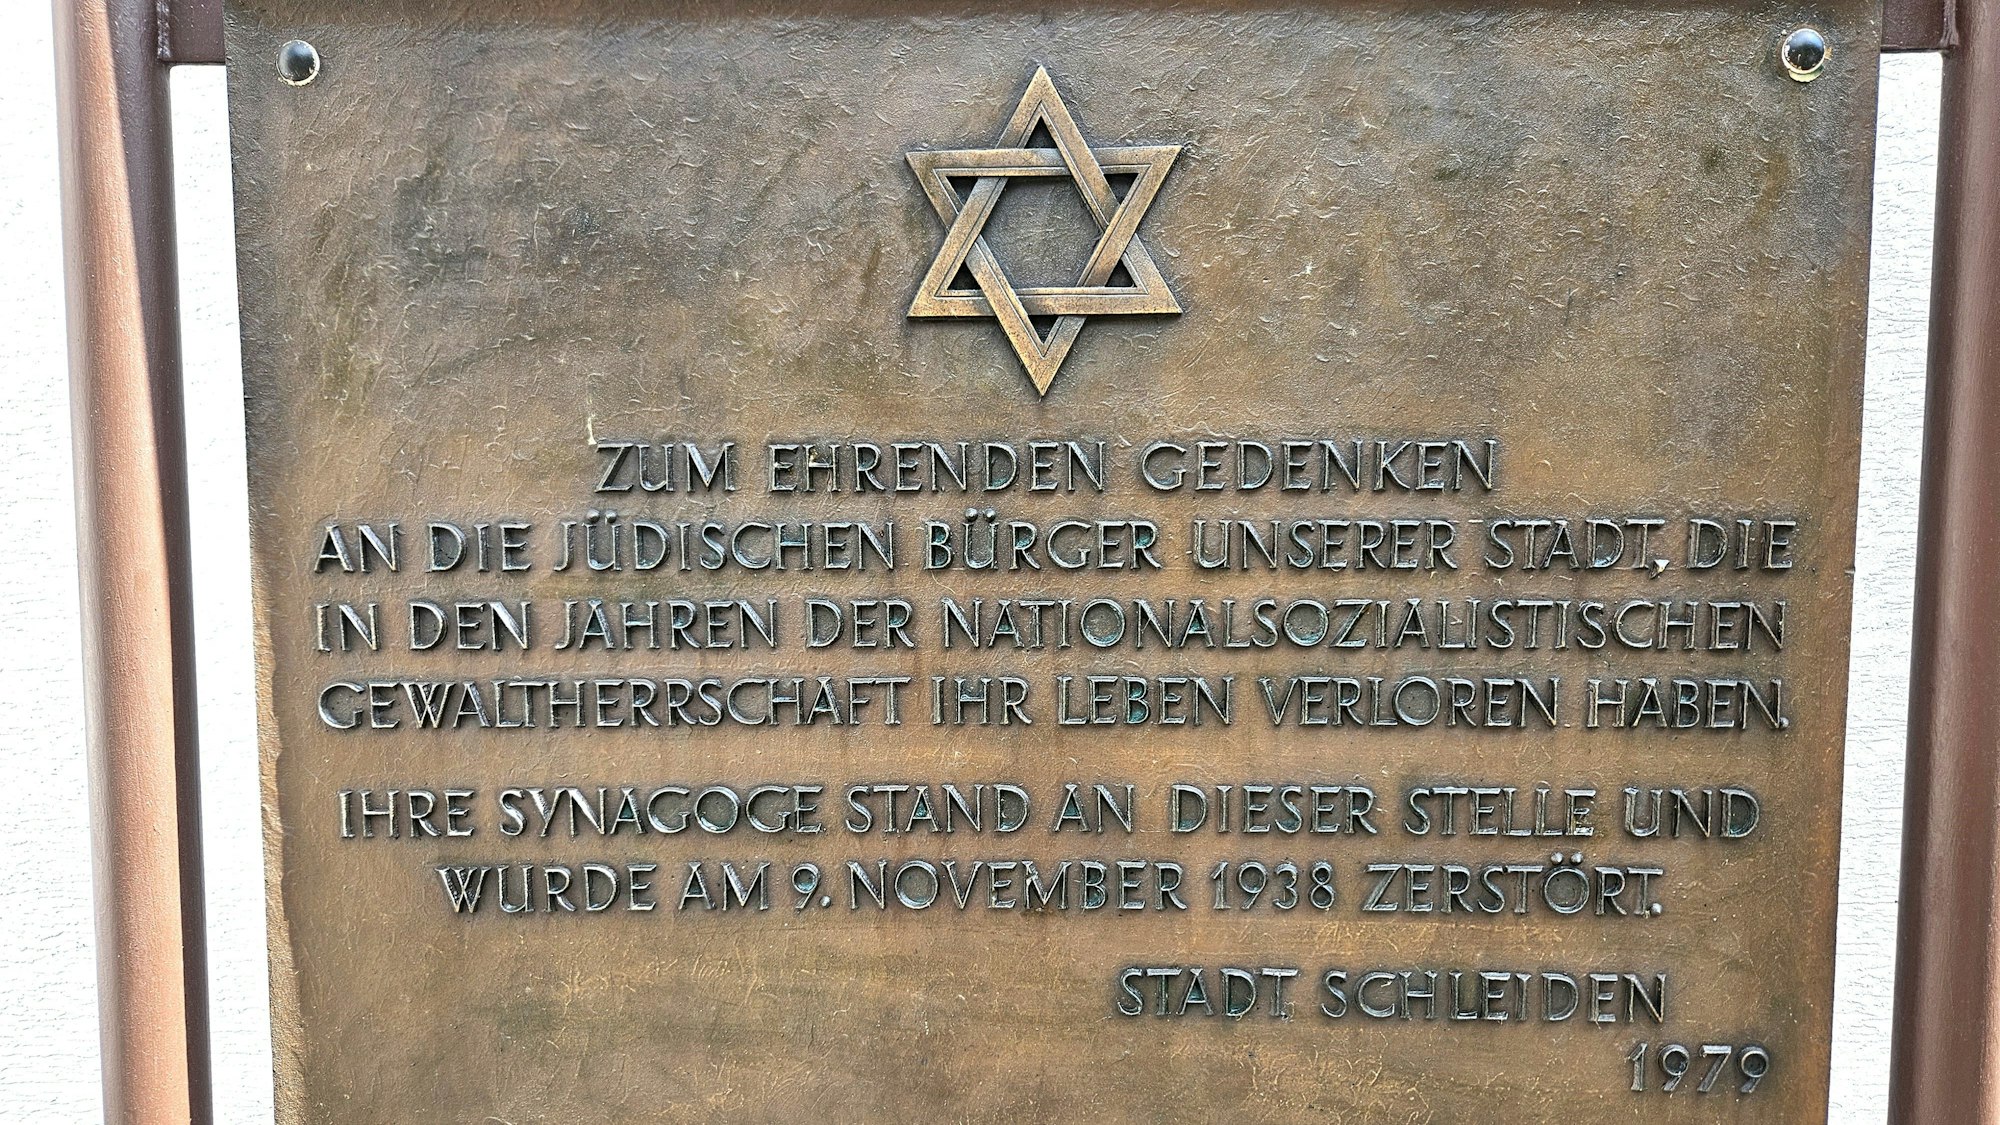 ZUM EHRENDEN GEDENKEN
AN DIE JÜDISCHEN BÜRGER UNSERER STADT, DIE
IN DEN JAHREN DER NATIONALSOZIALISTISCHEN
GEWALTHERRSCHAFT IHR LEBEN VERLOREN HABEN.
IHRE SYNAGOGE STAND AN DIESER STELLE UND
WURDE AM 9. NOVEMBER 1938 ZERSTÖRT.
STADT SCHLEIDEN
1979